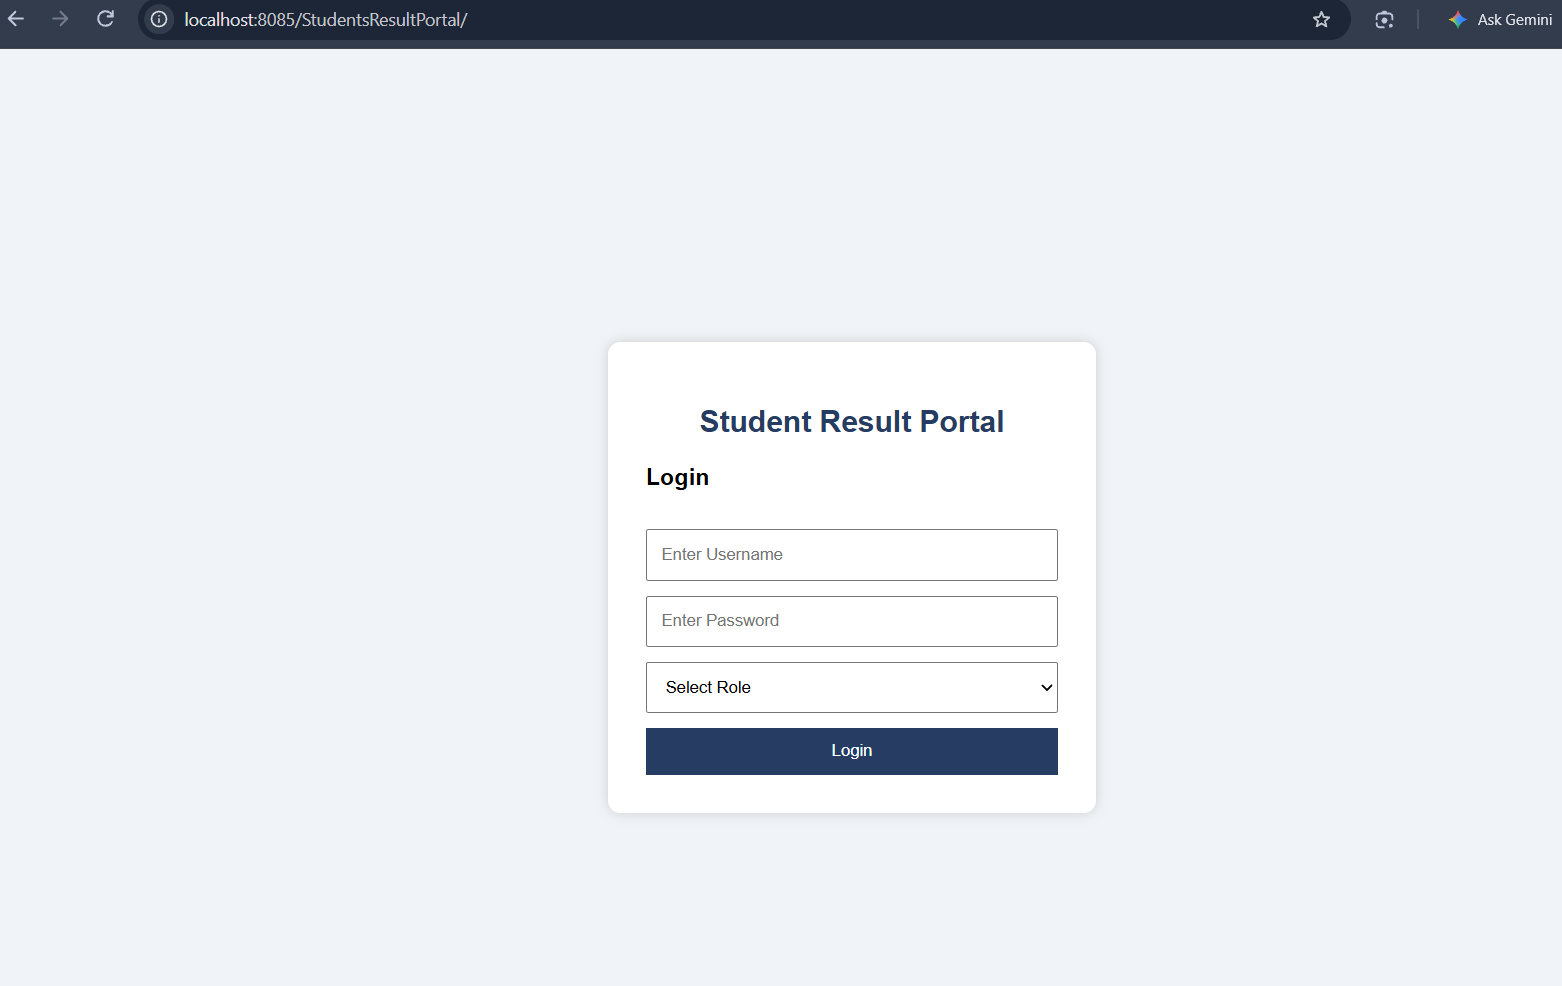 localhost:8085/StudentsResultPortal/
Ask Gemini
Student Result Portal
Login
Enter Username
Enter Password
Select Role
Login